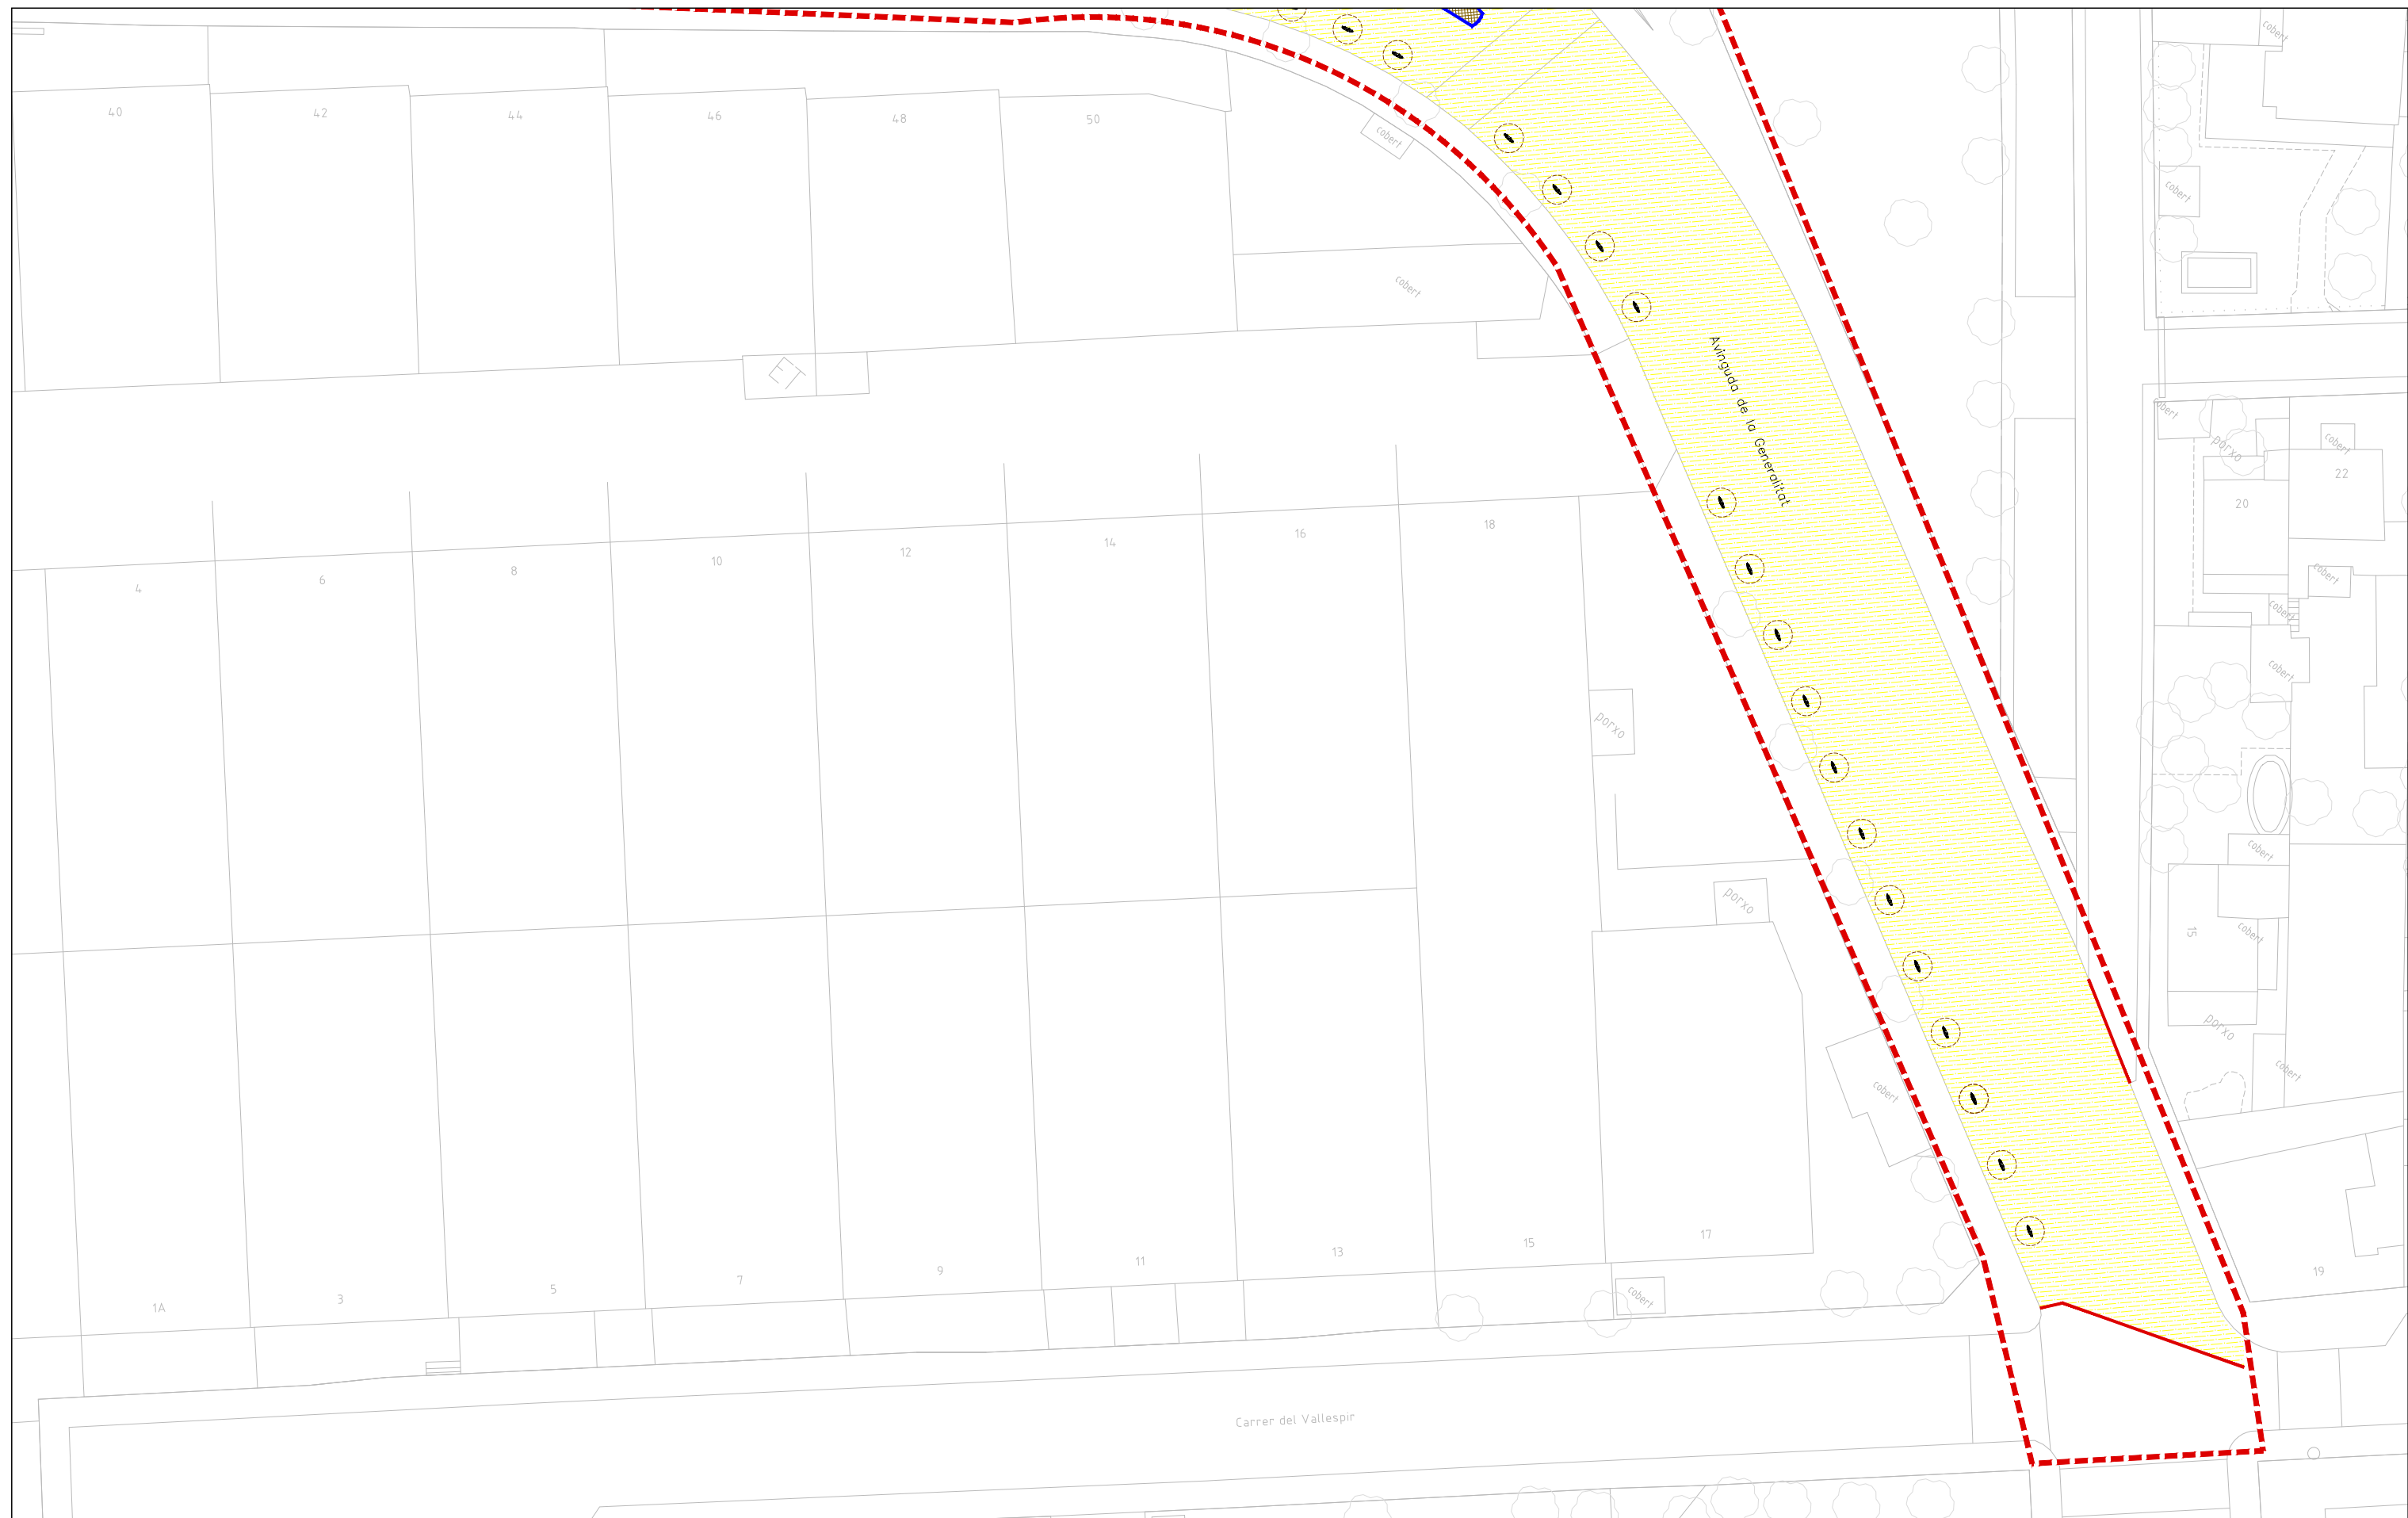 cobert
40
42
44
46
48
50
cobert
cobert
cobert
ET
Avinguda de la Generalitat
cobert
porxo
cobert
22
20
4
6
8
10
12
14
16
18
cobert
cobert
cobert
porxo
cobert
porxo
15
cobert
porxo
cobert
cobert
1A
3
5
7
9
11
13
15
17
cobert
19
Carrer del Vallespir